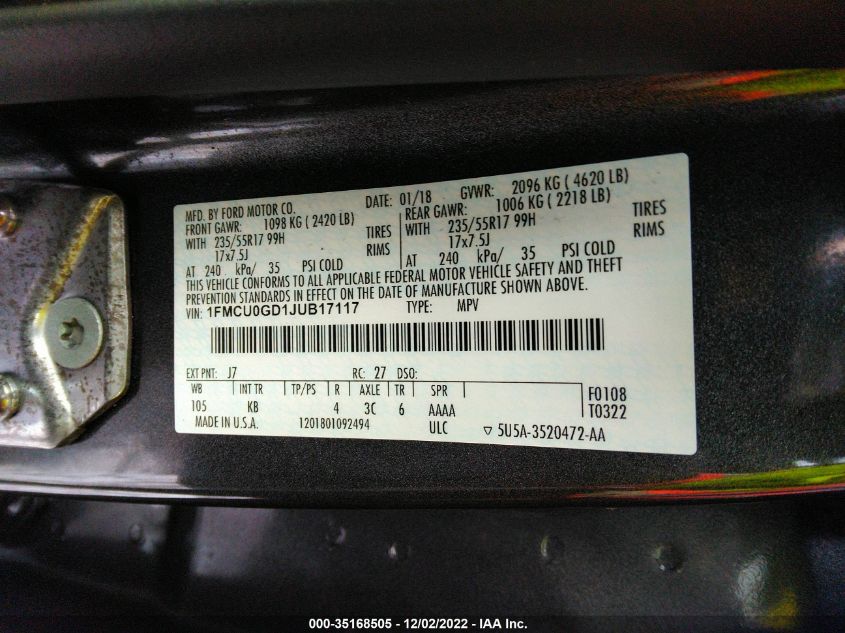 MFD. BY FORD MOTOR CO. DATE: 01/18 GVWR: 2096 KG ( 4620 LB)
FRONT GAWR: 1098 KG ( 2420 LB) REAR GAWR: 1006 KG ( 2218 LB)
WITH 235/55R17 99H TIRES WITH 235/55R17 99H TIRES
17x7.5J RIMS 17x7.5J RIMS
AT 240 kPa/ 35 PSI COLD AT 240 kPa/ 35 PSI COLD
THIS VEHICLE CONFORMS TO ALL APPLICABLE FEDERAL MOTOR VEHICLE SAFETY AND THEFT
PREVENTION STANDARDS IN EFFECT ON THE DATE OF MANUFACTURE SHOWN ABOVE.
VIN: 1FMCU0GD1JUB17117 TYPE: MPV
EXT PNT: J7 RC: 27 DSO:
WB INT TR TP/PS R AXLE TR SPR F0108
105 KB 4 3C 6 AAAA T0322
MADE IN U.S.A. 1201801092494 ULC ▽ 5U5A-3520472-AA
000-35168505 - 12/02/2022 - IAA Inc.